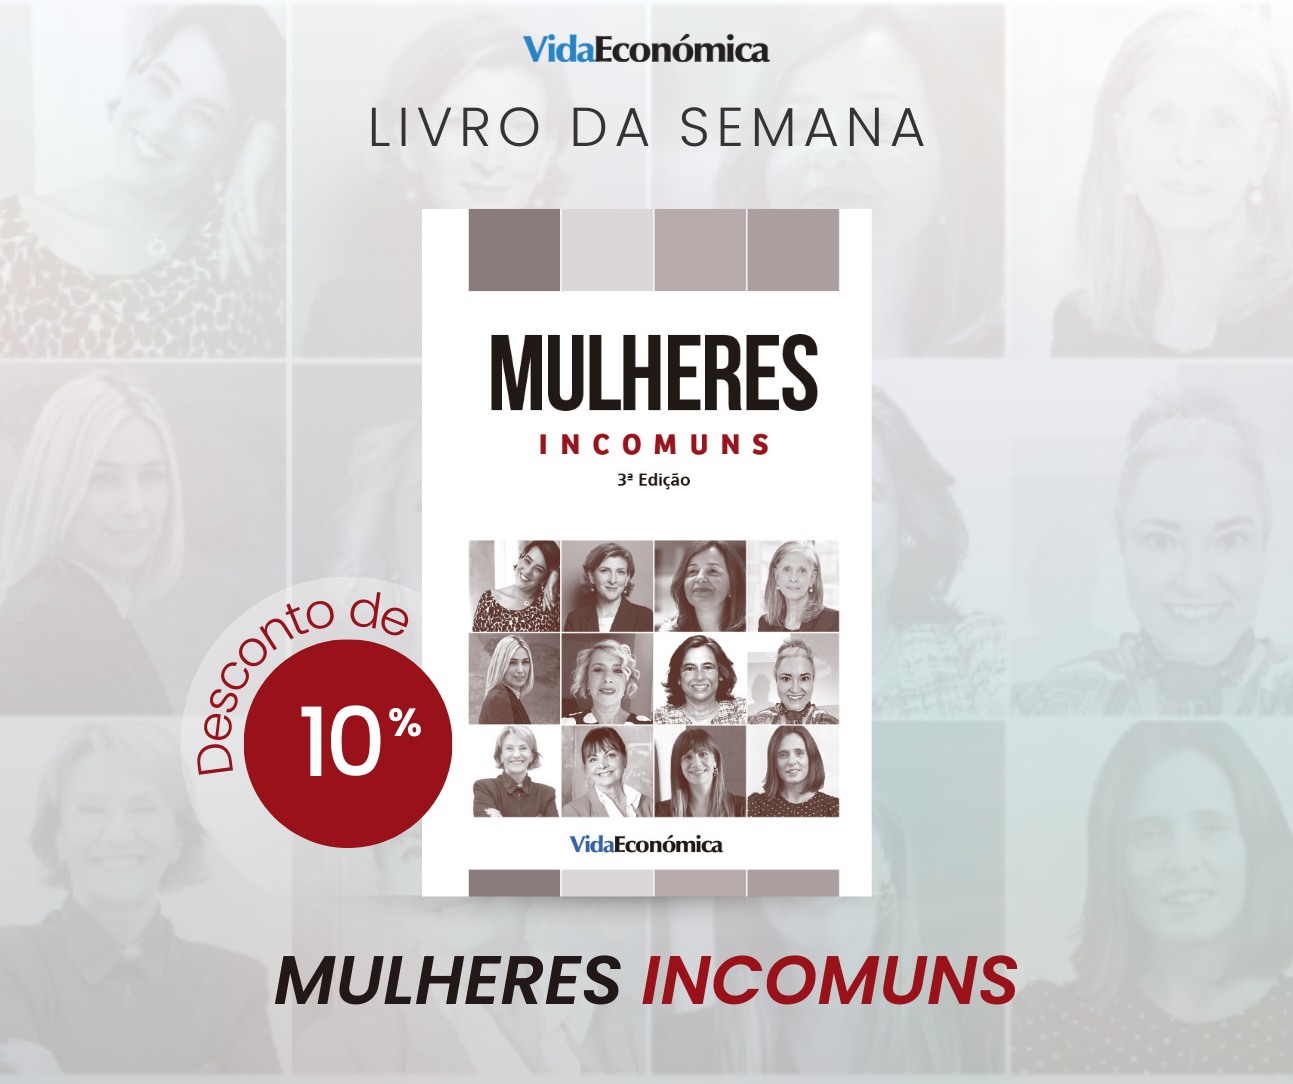 VidaEconómica
LIVRO DA SEMANA
MULHERES
INCOMUNS
3ª Edição
Desconto de
10%
VidaEconómica
MULHERES INCOMUNS